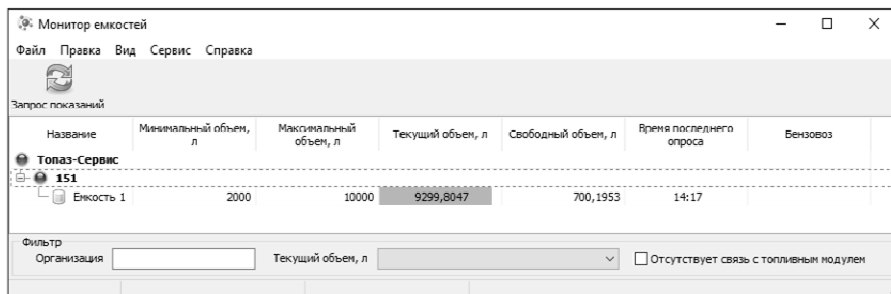 Монитор емкостей
Файл Правка Вид Сервис Справка
Запрос показаний
Название Минимальный объем, л Максимальный объем, л Текущий объем, л Свободный объем, л Время последнего опроса Бензовоз
Топаз-Сервис
151
Емкость 1 2000 10000 9299,8047 700,1953 14:17
Фильтр
Организация Текущий объем, л Отсутствует связь с топливным модулем